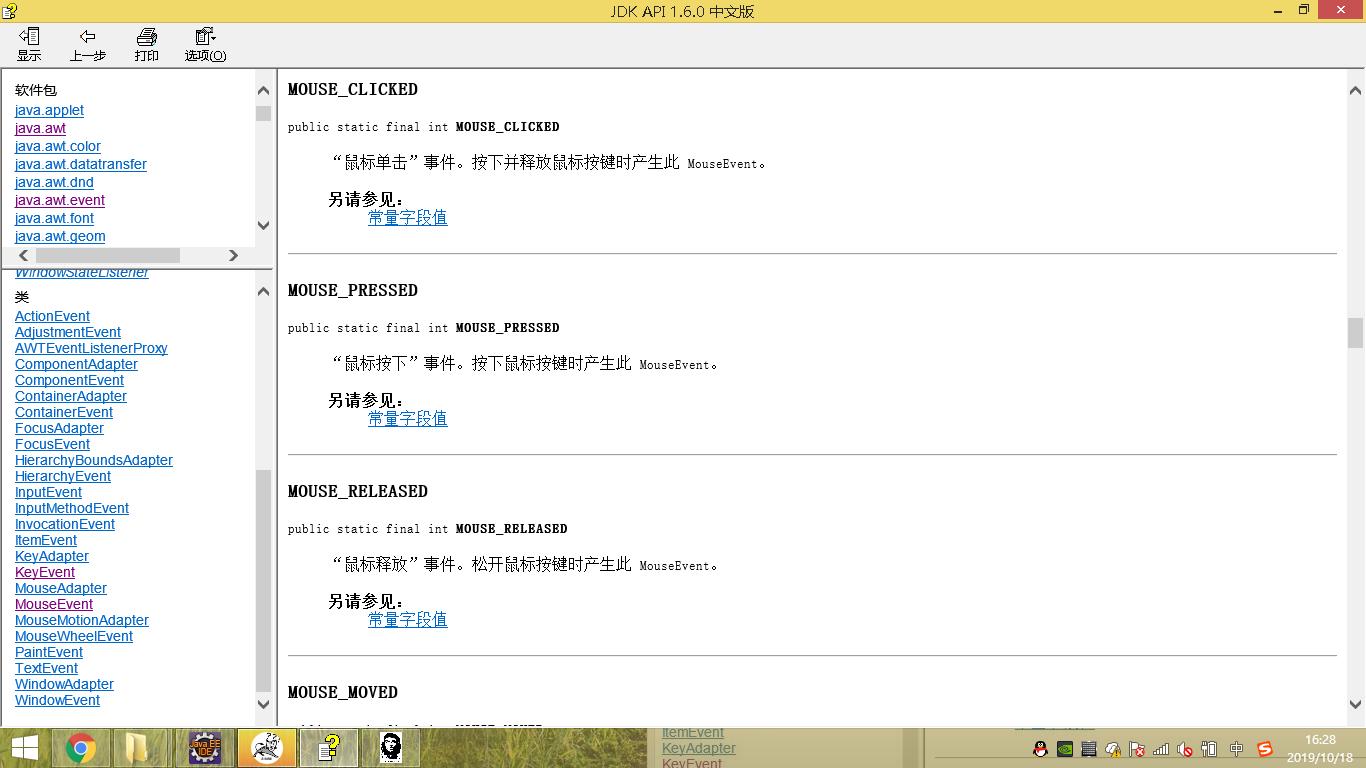 JDK API 1.6.0 中文版
显示 上一步 打印 选项(O)
软件包
java.applet
java.awt
java.awt.color
java.awt.datatransfer
java.awt.dnd
java.awt.event
java.awt.font
java.awt.geom
WindowStateListener
类
ActionEvent
AdjustmentEvent
AWTEventListenerProxy
ComponentAdapter
ComponentEvent
ContainerAdapter
ContainerEvent
FocusAdapter
FocusEvent
HierarchyBoundsAdapter
HierarchyEvent
InputEvent
InputMethodEvent
InvocationEvent
ItemEvent
KeyAdapter
KeyEvent
MouseAdapter
MouseEvent
MouseMotionAdapter
MouseWheelEvent
PaintEvent
TextEvent
WindowAdapter
WindowEvent
MOUSE_CLICKED
public static final int MOUSE_CLICKED
“鼠标单击”事件。按下并释放鼠标按键时产生此 MouseEvent。
另请参见：
常量字段值
MOUSE_PRESSED
public static final int MOUSE_PRESSED
“鼠标按下”事件。按下鼠标按键时产生此 MouseEvent。
另请参见：
常量字段值
MOUSE_RELEASED
public static final int MOUSE_RELEASED
“鼠标释放”事件。松开鼠标按键时产生此 MouseEvent。
另请参见：
常量字段值
MOUSE_MOVED
Java EE
IDE
ItemEvent
KeyAdapter
KeyEvent
中
16:28
2019/10/18